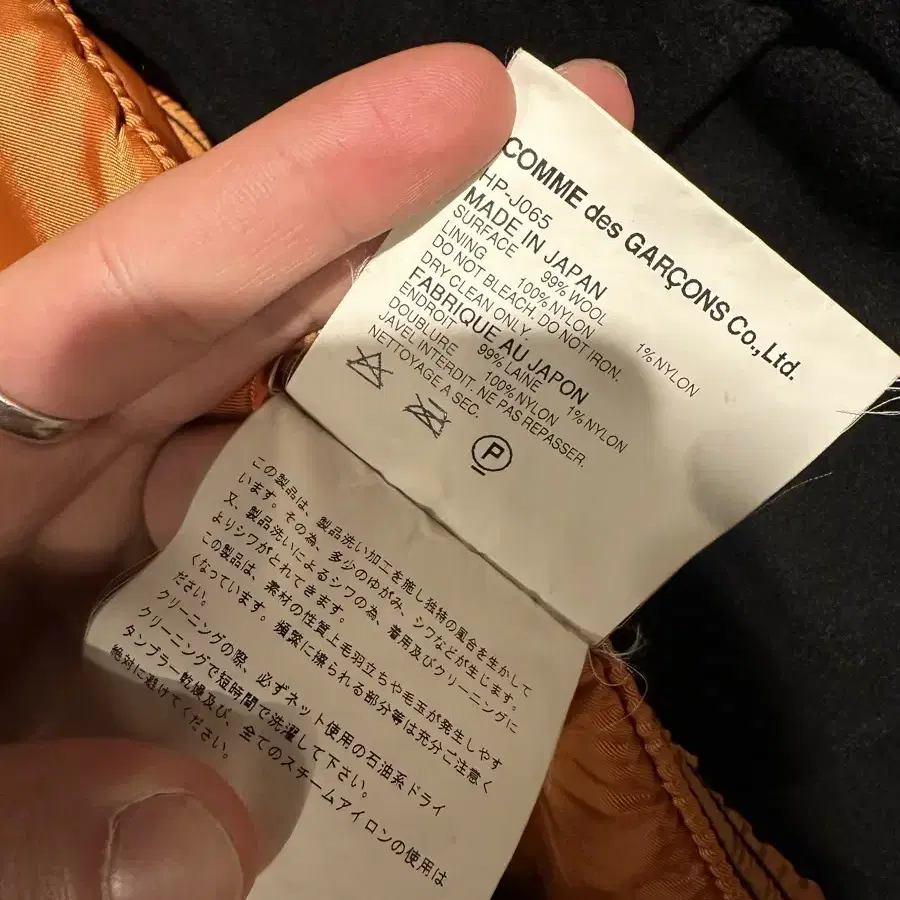 COMME des GARÇONS Co.,Ltd.
HP-J065
MADE IN JAPAN
SURFACE 99% WOOL 1% NYLON
LINING 100% NYLON
DO NOT BLEACH. DO NOT IRON.
DRY CLEAN ONLY
FABRIQUE AU JAPON
ENDROIT 99% LAINE 1% NYLON
DOUBLURE 100% NYLON
JAVEL INTERDIT. NE PAS REPASSER.
NETTOYAGE A SEC.
P
この製品は、製品洗い加工を施し独特の風合を生かして
います。その為、多少のゆがみ、シワなどが生じます。
又、製品洗いによるシワの為、着用及びクリーニングに
よりシワがとれてきます。
この製品は、素材の性質上毛羽立ちや毛玉が発生しやす
くなっています。頻繁に擦られる部分等は充分ご注意く
ださい。
クリーニングの際、必ずネット使用の石油系ドライ
クリーニングで短時間で洗濯して下さい。
タンブラー乾燥及び、全てのスチームアイロンの使用は
絶対に避けてください。